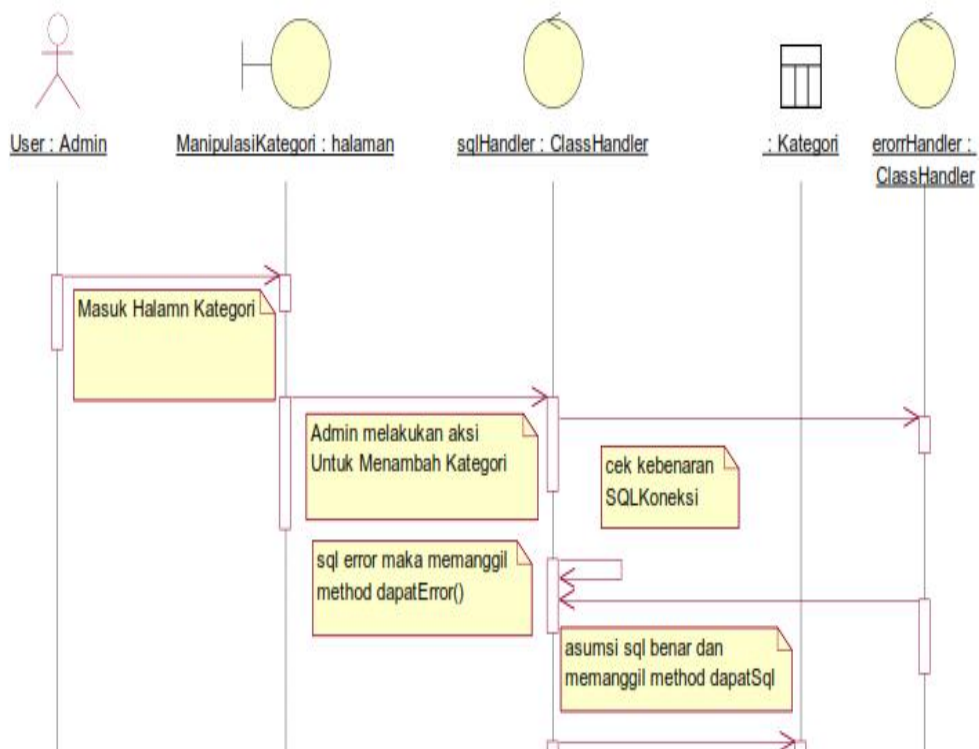 User : Admin
ManipulasiKategori : halaman
sqlHandler : ClassHandler
: Kategori
erorrHandler :
ClassHandler
Masuk Halamn Kategori
Admin melakukan aksi
Untuk Menambah Kategori
cek kebenaran
SQLKoneksi
sql error maka memanggil
method dapatError()
asumsi sql benar dan
memanggil method dapatSql